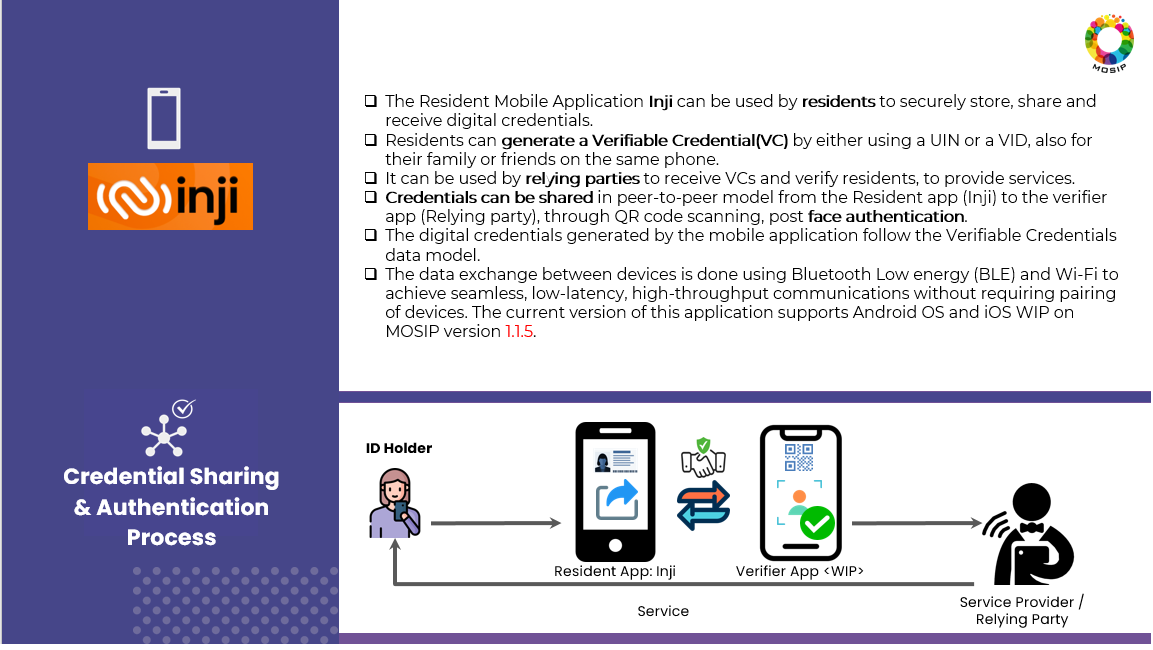 MOSIP
inji
The Resident Mobile Application Inji can be used by residents to securely store, share and
receive digital credentials.
Residents can generate a Verifiable Credential(VC) by either using a UIN or a VID, also for
their family or friends on the same phone.
It can be used by relying parties to receive VCs and verify residents, to provide services.
Credentials can be shared in peer-to-peer model from the Resident app (Inji) to the verifier
app (Relying party), through QR code scanning, post face authentication.
The digital credentials generated by the mobile application follow the Verifiable Credentials
data model.
The data exchange between devices is done using Bluetooth Low energy (BLE) and Wi-Fi to
achieve seamless, low-latency, high-throughput communications without requiring pairing
of devices. The current version of this application supports Android OS and iOS WIP on
MOSIP version 1.1.5.
Credential Sharing
& Authentication
Process
ID Holder
Resident App: Inji
Verifier App <WIP>
Service
Service Provider /
Relying Party